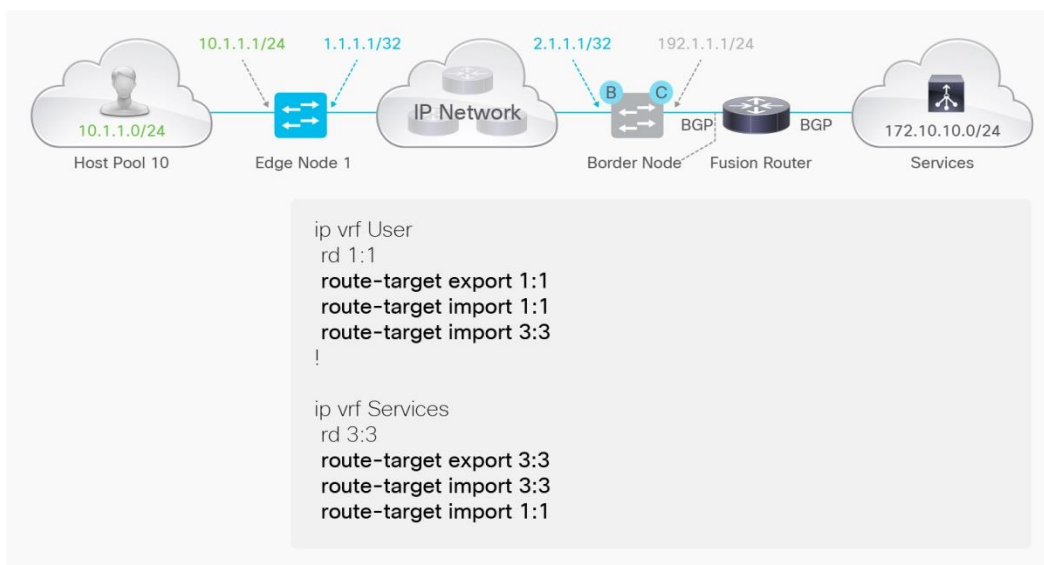 10.1.1.1/24
1.1.1.1/32
2.1.1.1/32
192.1.1.1/24
B
C
IP Network
BGP
BGP
10.1.1.0/24
172.10.10.0/24
Host Pool 10
Edge Node 1
Border Node
Fusion Router
Services
ip vrf User
rd 1:1
route-target export 1:1
route-target import 1:1
route-target import 3:3
!
ip vrf Services
rd 3:3
route-target export 3:3
route-target import 3:3
route-target import 1:1